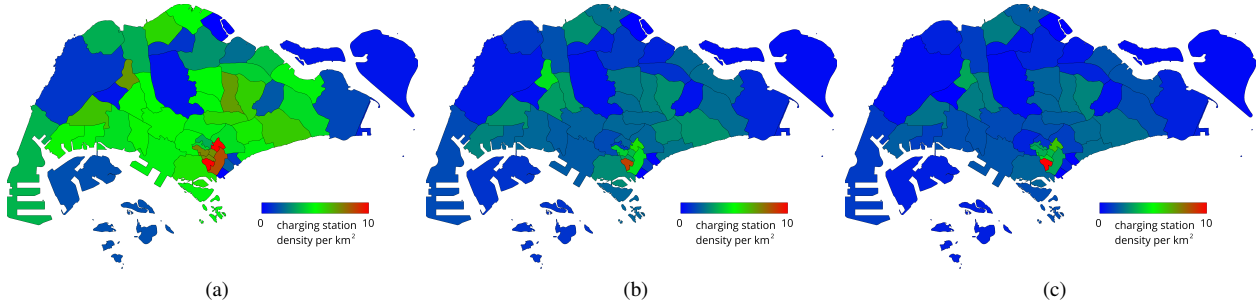 0 charging station 10
density per km²
0 charging station 10
density per km²
0 charging station 10
density per km²
(a) (b) (c)